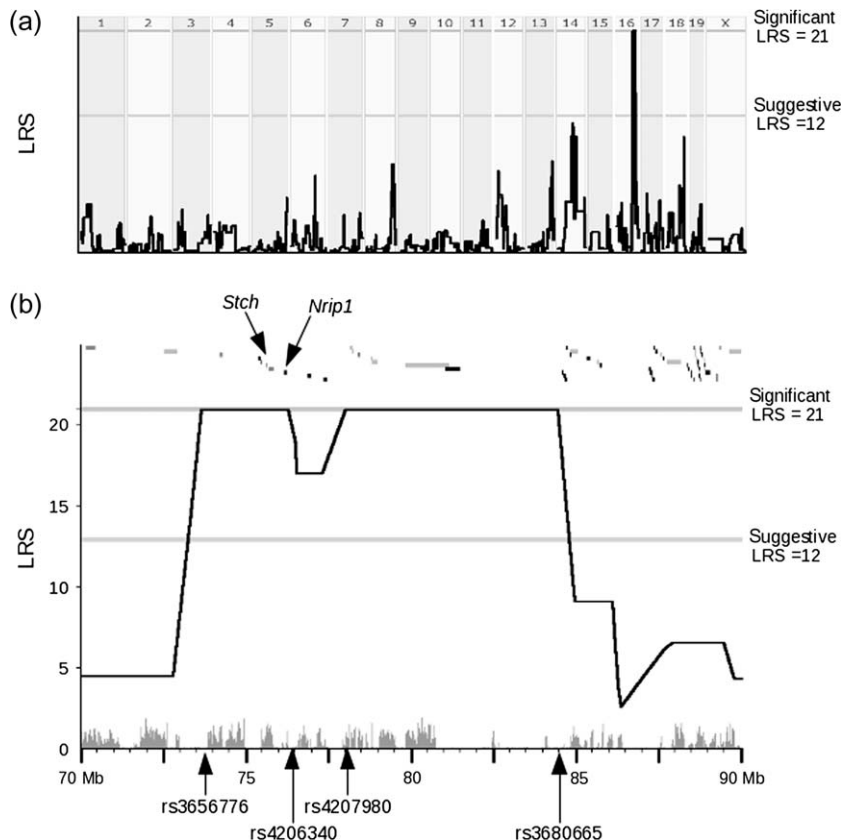 (a)
1 2 3 4 5 6 7 8 9 10 11 12 13 14 15 16 17 18 19 X
Significant
LRS = 21
Suggestive
LRS =12
LRS
(b)
Stch
Nrip1
Significant
LRS = 21
Suggestive
LRS =12
LRS
20
15
10
5
0
70 Mb 75 80 85 90 Mb
rs3656776 rs4207980
rs4206340 rs3680665